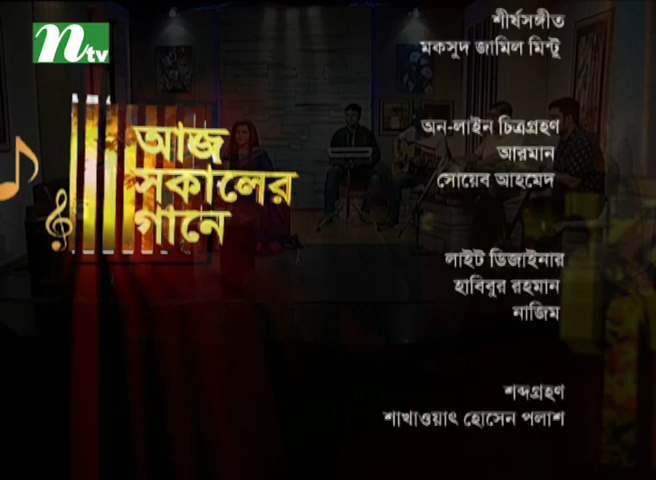 ntv
আজ
সকালের
গানে
শীর্ষসঙ্গীত
মকসুদ জামিল মিন্টু
অন-লাইন চিত্রগ্রহণ
আরমান
সোয়েব আহমেদ
লাইট ডিজাইনার
হাবিবুর রহমান
নাজিম
শব্দগ্রহণ
শাখাওয়াৎ হোসেন পলাশ